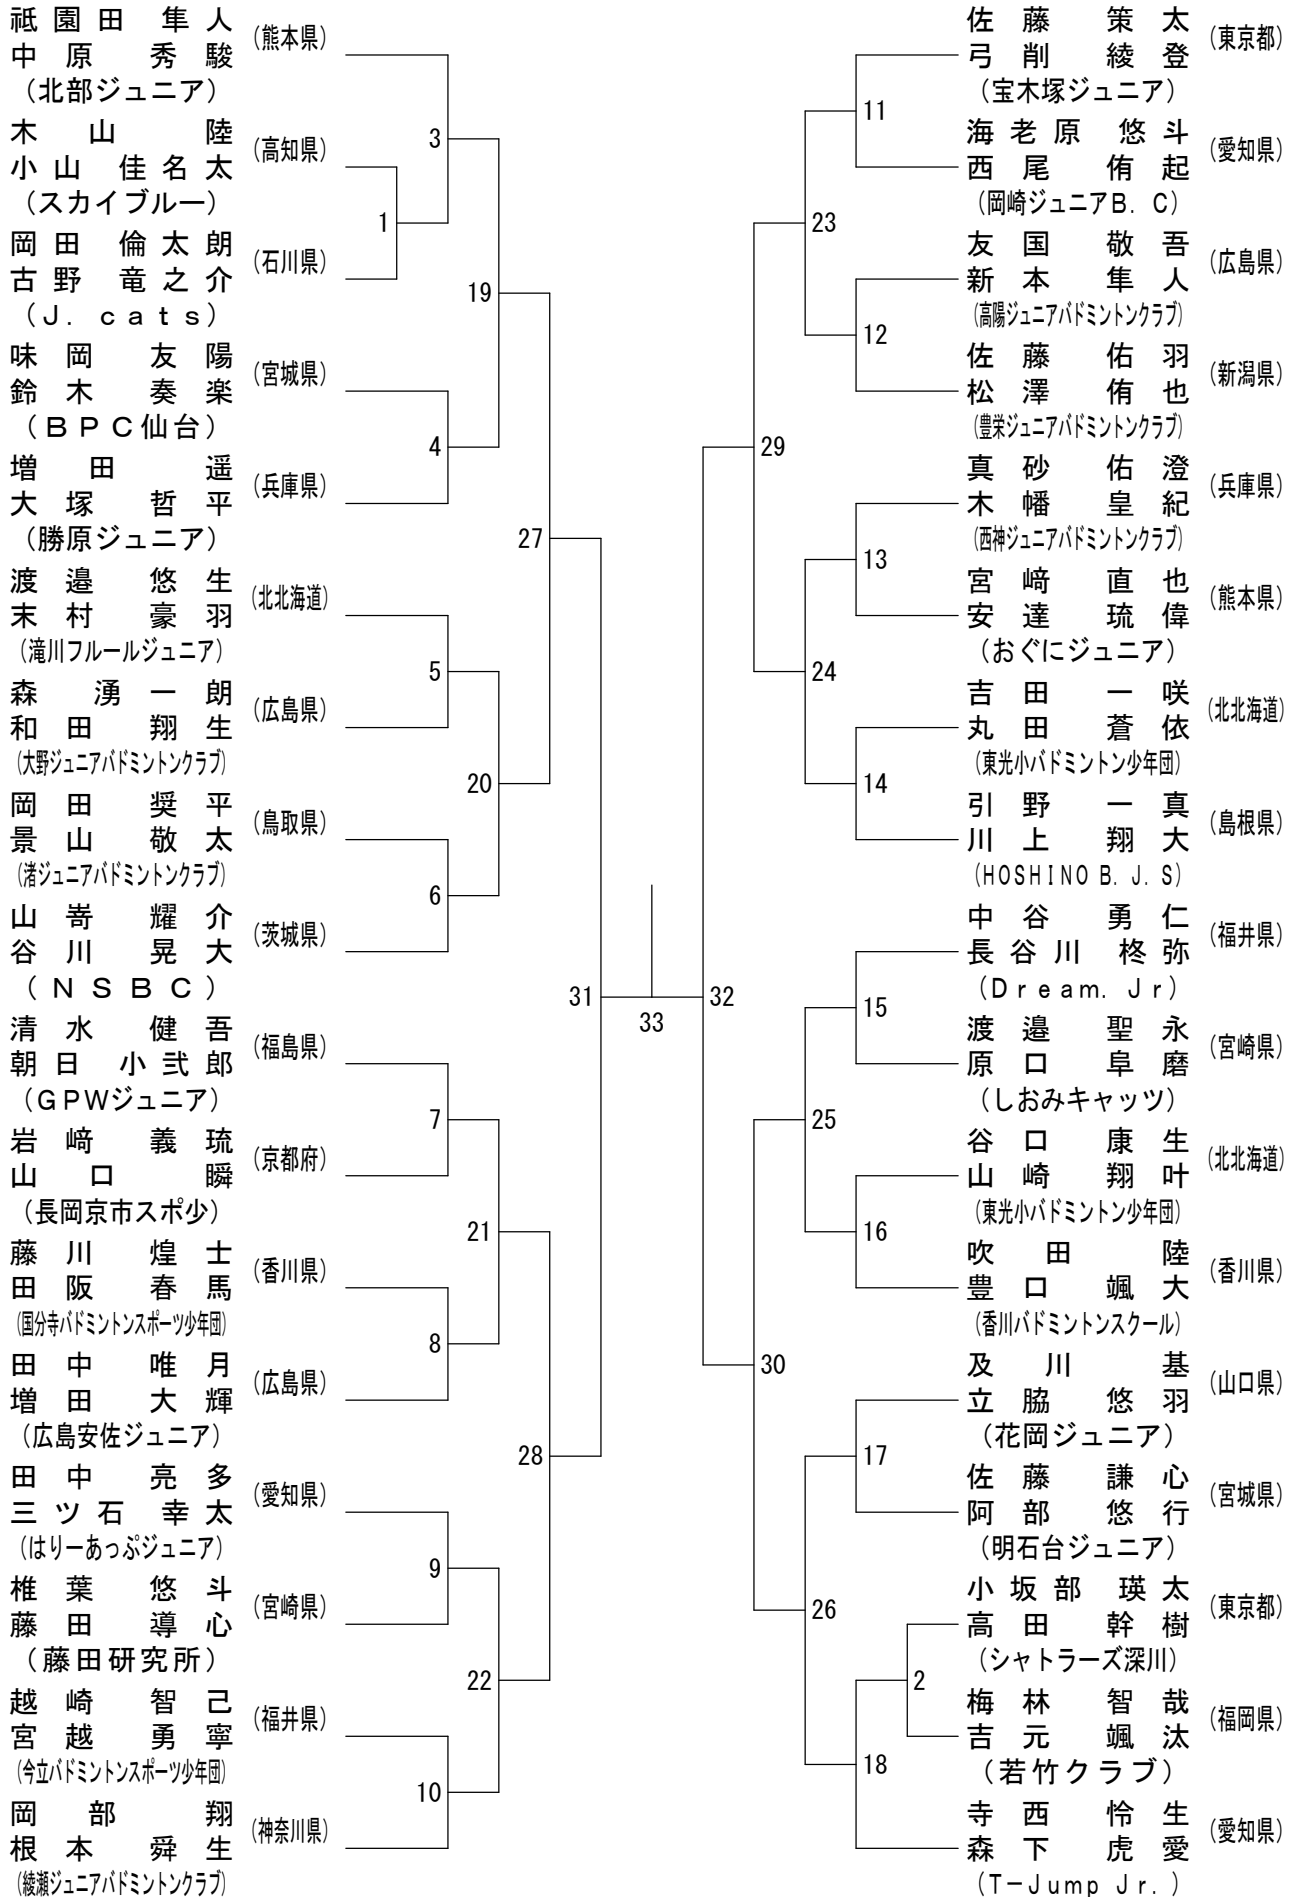 祇園田 隼人
中原 秀駿
(熊本県)
(北部ジュニア)
木山 陸
小山 佳名太
(高知県)
(スカイブルー)
岡田 倫太朗
古野 竜之介
(石川県)
(J. cats)
味岡 友陽
鈴木 奏楽
(宮城県)
(BPC仙台)
増田 遥
大塚 哲平
(兵庫県)
(勝原ジュニア)
渡邉 悠生
末村 豪羽
(北北海道)
(滝川フルールジュニア)
森 湧一朗
和田 翔生
(広島県)
(大野ジュニアバドミントンクラブ)
岡田 奨平
景山 敬太
(鳥取県)
(渚ジュニアバドミントンクラブ)
山嵜 耀介
谷川 晃大
(茨城県)
(NSBC)
清水 健吾
朝日 小弐郎
(福島県)
(GPWジュニア)
岩﨑 義琉
山口 瞬
(京都府)
(長岡京市スポ少)
藤川 煌士
田阪 春馬
(香川県)
(国分寺バドミントンスポーツ少年団)
田中 唯月
増田 大輝
(広島県)
(広島安佐ジュニア)
田中 亮多
三ツ石 幸太
(愛知県)
(はりーあっぷジュニア)
椎葉 悠斗
藤田 導心
(宮崎県)
(藤田研究所)
越崎 智己
宮越 勇寧
(福井県)
(今立バドミントンスポーツ少年団)
岡部 翔
根本 舜生
(神奈川県)
(綾瀬ジュニアバドミントンクラブ)
1
3
4
5
6
7
8
9
10
19
20
21
22
27
28
31
33
32
29
30
23
24
25
26
11
12
13
14
15
16
17
18
2
佐藤 策太
弓削 綾登
(東京都)
(宝木塚ジュニア)
海老原 悠斗
西尾 侑起
(愛知県)
(岡崎ジュニアB. C)
友国 敬吾
新本 隼人
(広島県)
(高陽ジュニアバドミントンクラブ)
佐藤 佑羽
松澤 侑也
(新潟県)
(豊栄ジュニアバドミントンクラブ)
真砂 佑澄
木幡 皇紀
(兵庫県)
(西神ジュニアバドミントンクラブ)
宮﨑 直也
安達 琉偉
(熊本県)
(おぐにジュニア)
吉田 一咲
丸田 蒼依
(北北海道)
(東光小バドミントン少年団)
引野 一真
川上 翔大
(島根県)
(HOSHINO B. J. S)
中谷 勇仁
長谷川 柊弥
(福井県)
(Dream. Jr)
渡邉 聖永
原口 阜磨
(宮崎県)
(しおみキャッツ)
谷口 康生
山崎 翔叶
(北北海道)
(東光小バドミントン少年団)
吹田 陸
豊口 颯大
(香川県)
(香川バドミントンスクール)
及川 基
立脇 悠羽
(山口県)
(花岡ジュニア)
佐藤 謙心
阿部 悠行
(宮城県)
(明石台ジュニア)
小坂部 瑛太
高田 幹樹
(東京都)
(シャトラーズ深川)
梅林 智哉
吉元 颯汰
(福岡県)
(若竹クラブ)
寺西 怜生
森下 虎愛
(愛知県)
(T-Jump Jr.)